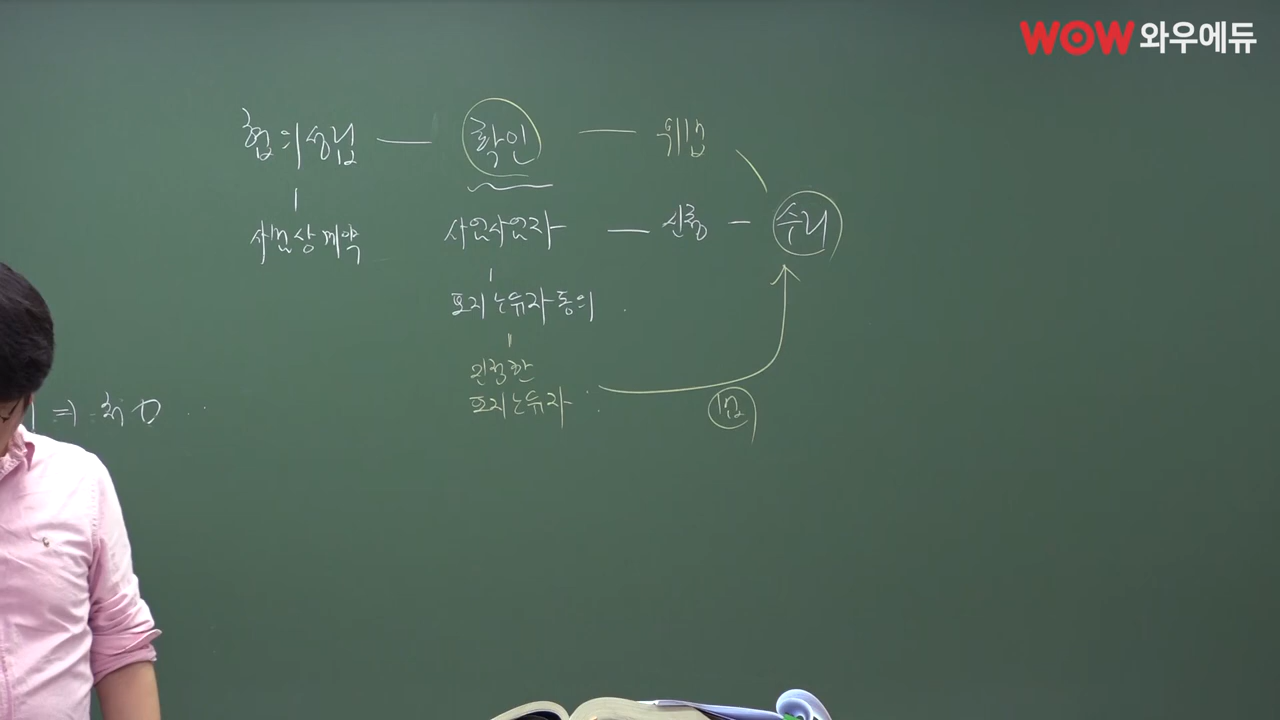 WOW 와우에듀
협의성립 — 확인 — 위법
사법상 계약
사업시행자 — 신청 — 수리
토지소유자 동의
진정한
토지소유자